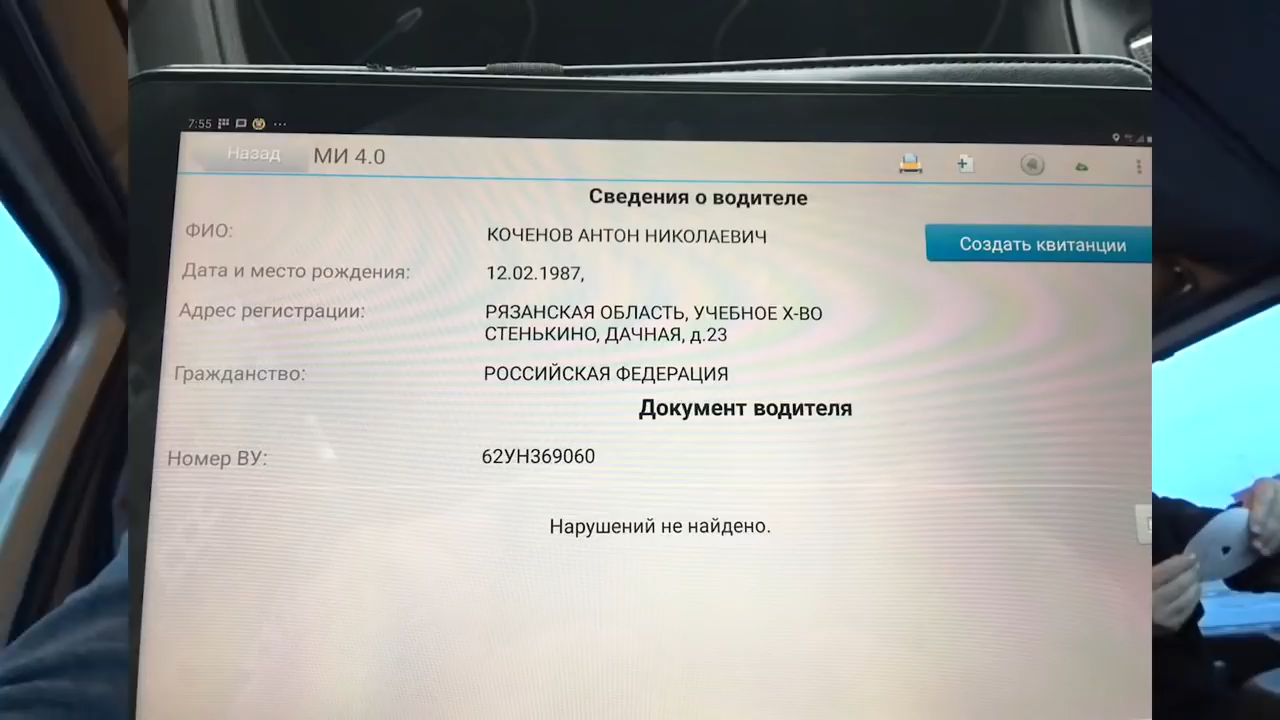 7:55
Назад МИ 4.0
Сведения о водителе
ФИО: КОЧЕНОВ АНТОН НИКОЛАЕВИЧ
Создать квитанции
Дата и место рождения: 12.02.1987,
Адрес регистрации: РЯЗАНСКАЯ ОБЛАСТЬ, УЧЕБНОЕ Х-ВО
СТЕНЬКИНО, ДАЧНАЯ, д.23
Гражданство: РОССИЙСКАЯ ФЕДЕРАЦИЯ
Документ водителя
Номер ВУ: 62УН369060
Нарушений не найдено.